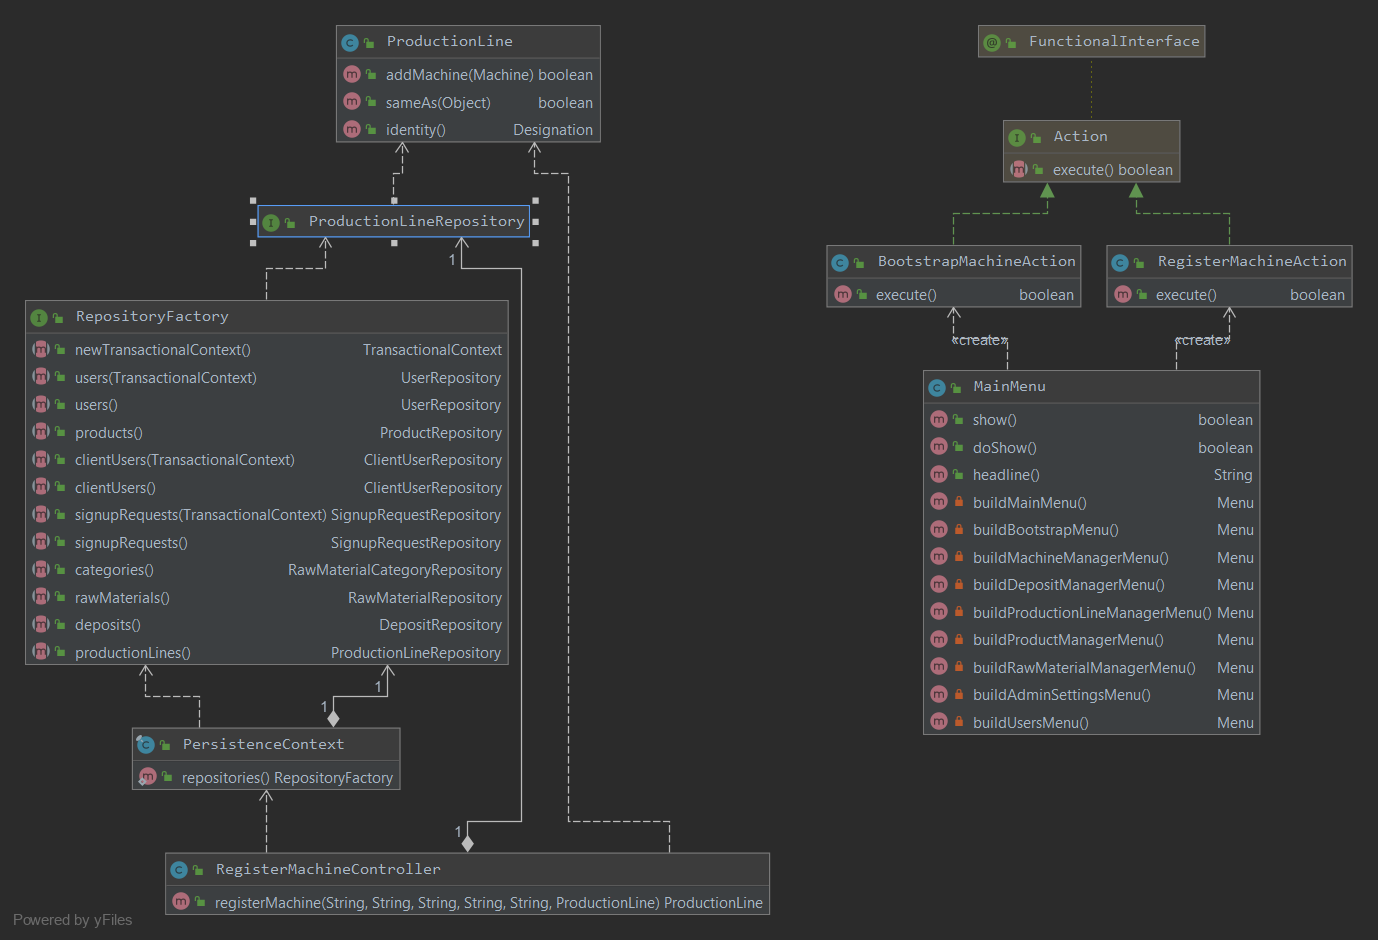 ProductionLine
addMachine(Machine) boolean
sameAs(Object) boolean
identity() Designation
ProductionLineRepository
1
RepositoryFactory
newTransactionalContext() TransactionalContext
users(TransactionalContext) UserRepository
users() UserRepository
products() ProductRepository
clientUsers(TransactionalContext) ClientUserRepository
clientUsers() ClientUserRepository
signupRequests(TransactionalContext) SignupRequestRepository
signupRequests() SignupRequestRepository
categories() RawMaterialCategoryRepository
rawMaterials() RawMaterialRepository
deposits() DepositRepository
productionLines() ProductionLineRepository
1
1
PersistenceContext
repositories() RepositoryFactory
1
RegisterMachineController
registerMachine(String, String, String, String, String, ProductionLine) ProductionLine
FunctionalInterface
Action
execute() boolean
BootstrapMachineAction
execute() boolean
RegisterMachineAction
execute() boolean
«create»
«create»
MainMenu
show() boolean
doShow() boolean
headline() String
buildMainMenu() Menu
buildBootstrapMenu() Menu
buildMachineManagerMenu() Menu
buildDepositManagerMenu() Menu
buildProductionLineManagerMenu() Menu
buildProductManagerMenu() Menu
buildRawMaterialManagerMenu() Menu
buildAdminSettingsMenu() Menu
buildUsersMenu() Menu
Powered by yFiles